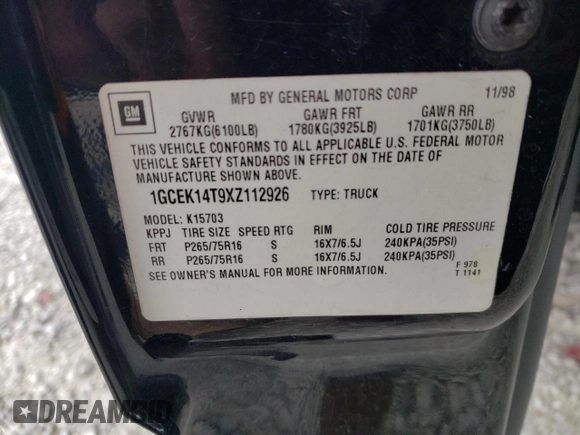 GM
MFD BY GENERAL MOTORS CORP 11/98
GVWR GAWR FRT GAWR RR
2767KG(6100LB) 1780KG(3925LB) 1701KG(3750LB)
THIS VEHICLE CONFORMS TO ALL APPLICABLE U.S. FEDERAL MOTOR
VEHICLE SAFETY STANDARDS IN EFFECT ON THE DATE OF
MANUFACTURE SHOWN ABOVE.
1GCEK14T9XZ112926 TYPE: TRUCK
MODEL: K15703
KPPJ TIRE SIZE SPEED RTG RIM COLD TIRE PRESSURE
FRT P265/75R16 S 16X7/6.5J 240KPA(35PSI)
RR P265/75R16 S 16X7/6.5J 240KPA(35PSI)
SEE OWNER'S MANUAL FOR MORE INFORMATION.
F 978
T 1141
DREAMBID